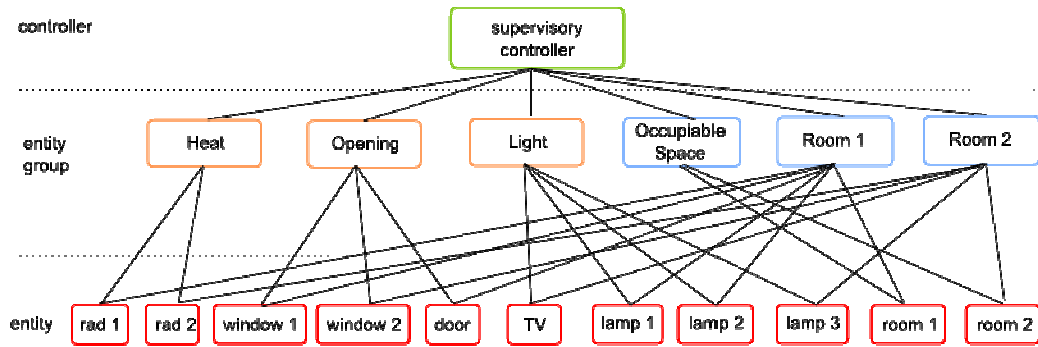 controller
supervisory
controller
entity
group
Heat
Opening
Light
Occupiable
Space
Room 1
Room 2
entity
rad 1
rad 2
window 1
window 2
door
TV
lamp 1
lamp 2
lamp 3
room 1
room 2